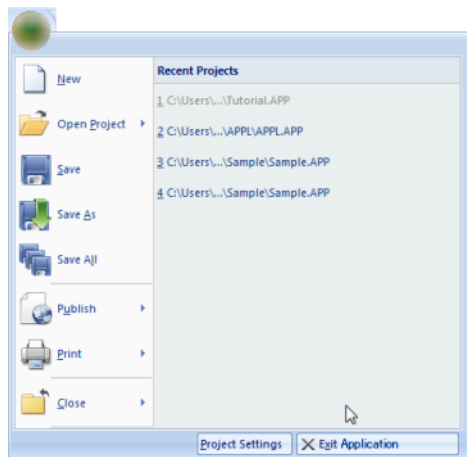 New
Open Project
Save
Save As
Save All
Publish
Print
Close
Recent Projects
1 C:\Users\...\Tutorial.APP
2 C:\Users\...\APPL\APPL.APP
3 C:\Users\...\Sample\Sample.APP
4 C:\Users\...\Sample\Sample.APP
Project Settings
Exit Application